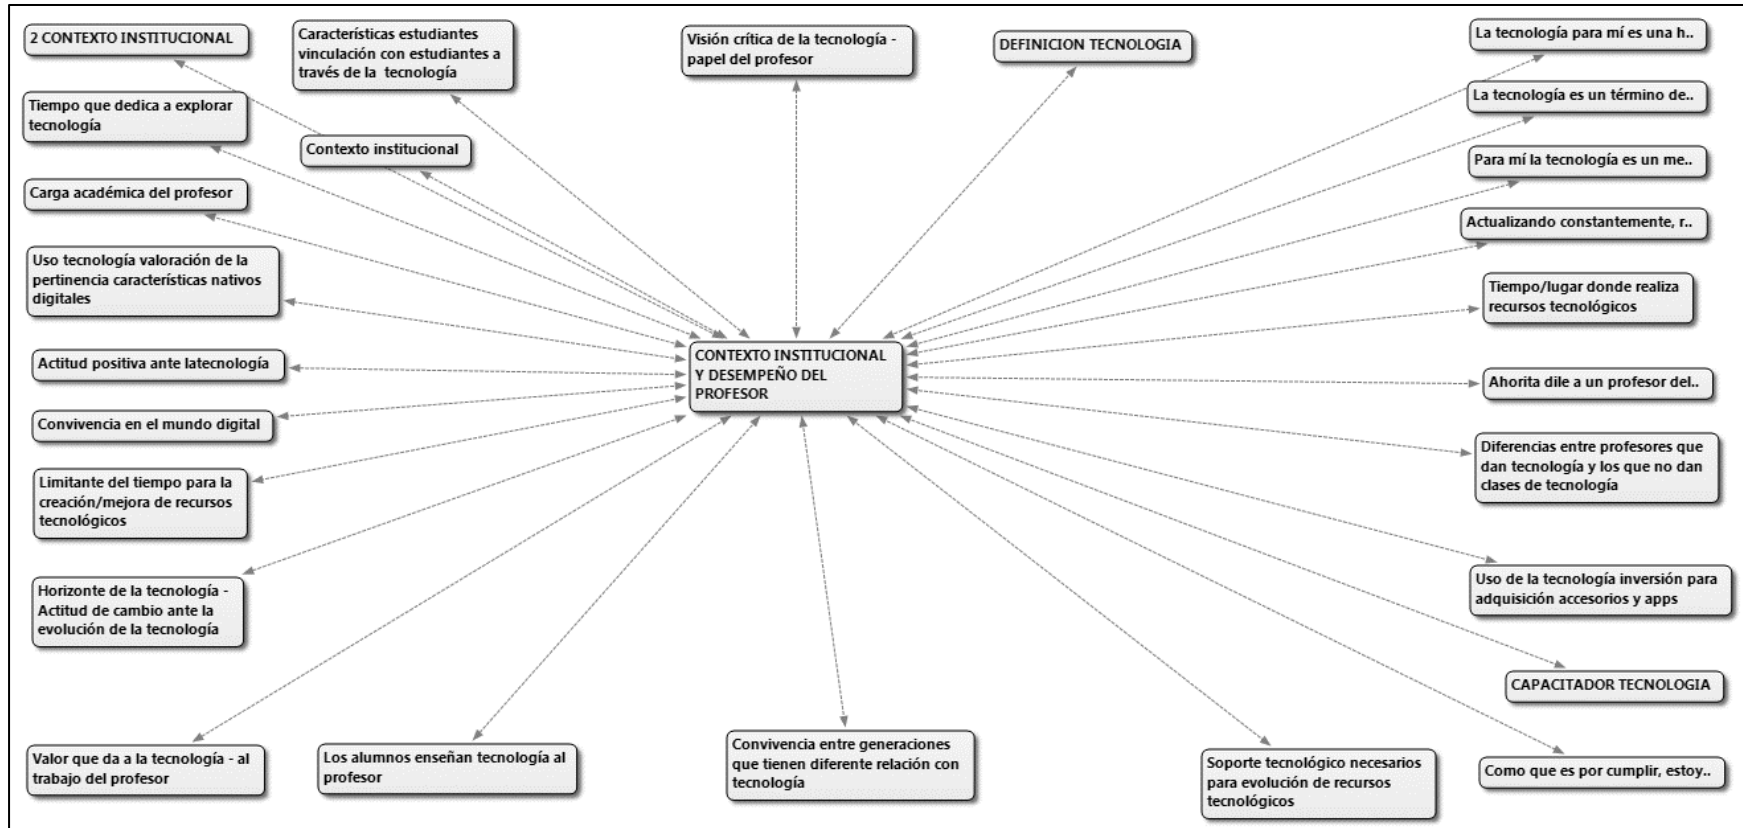 2 CONTEXTO INSTITUCIONAL
Características estudiantes
vinculación con estudiantes a
través de la tecnología
Visión crítica de la tecnología -
papel del profesor
DEFINICION TECNOLOGIA
La tecnología para mí es una h..
Tiempo que dedica a explorar
tecnología
La tecnología es un término de..
Contexto institucional
Para mí la tecnología es un me..
Carga académica del profesor
Actualizando constantemente, r..
Uso tecnología valoración de la
pertinencia características nativos
digitales
Tiempo/lugar donde realiza
recursos tecnológicos
Actitud positiva ante latecnología
CONTEXTO INSTITUCIONAL
Y DESEMPEÑO DEL
PROFESOR
Ahorita dile a un profesor del..
Convivencia en el mundo digital
Diferencias entre profesores que
dan tecnología y los que no dan
clases de tecnología
Limitante del tiempo para la
creación/mejora de recursos
tecnológicos
Uso de la tecnología inversión para
adquisición accesorios y apps
Horizonte de la tecnología -
Actitud de cambio ante la
evolución de la tecnología
CAPACITADOR TECNOLOGIA
Valor que da a la tecnología - al
trabajo del profesor
Los alumnos enseñan tecnología al
profesor
Convivencia entre generaciones
que tienen diferente relación con
tecnología
Soporte tecnológico necesarios
para evolución de recursos
tecnológicos
Como que es por cumplir, estoy..